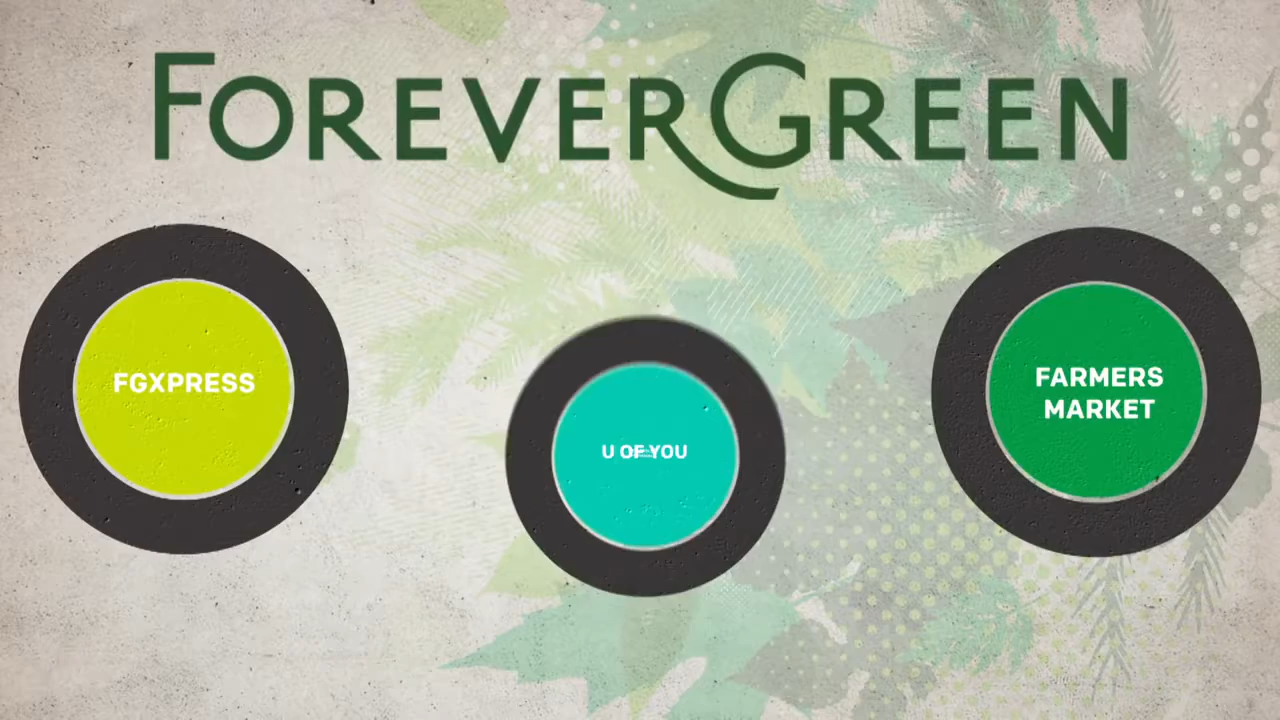 FOREVERGREEN
FGXPRESS
U OF YOU
FARMERS
MARKET